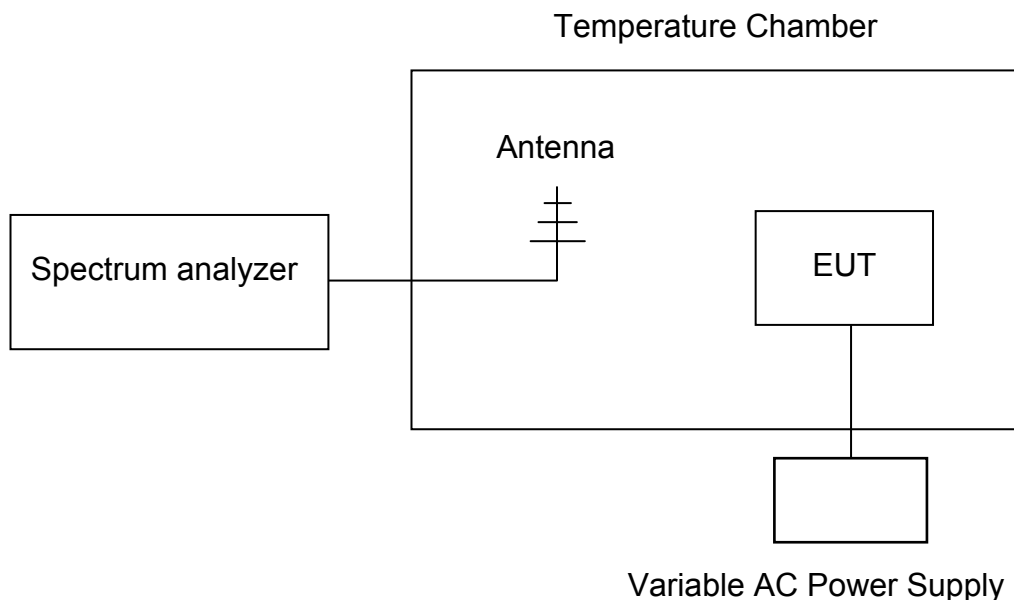 Temperature Chamber
Antenna
Spectrum analyzer
EUT
Variable AC Power Supply